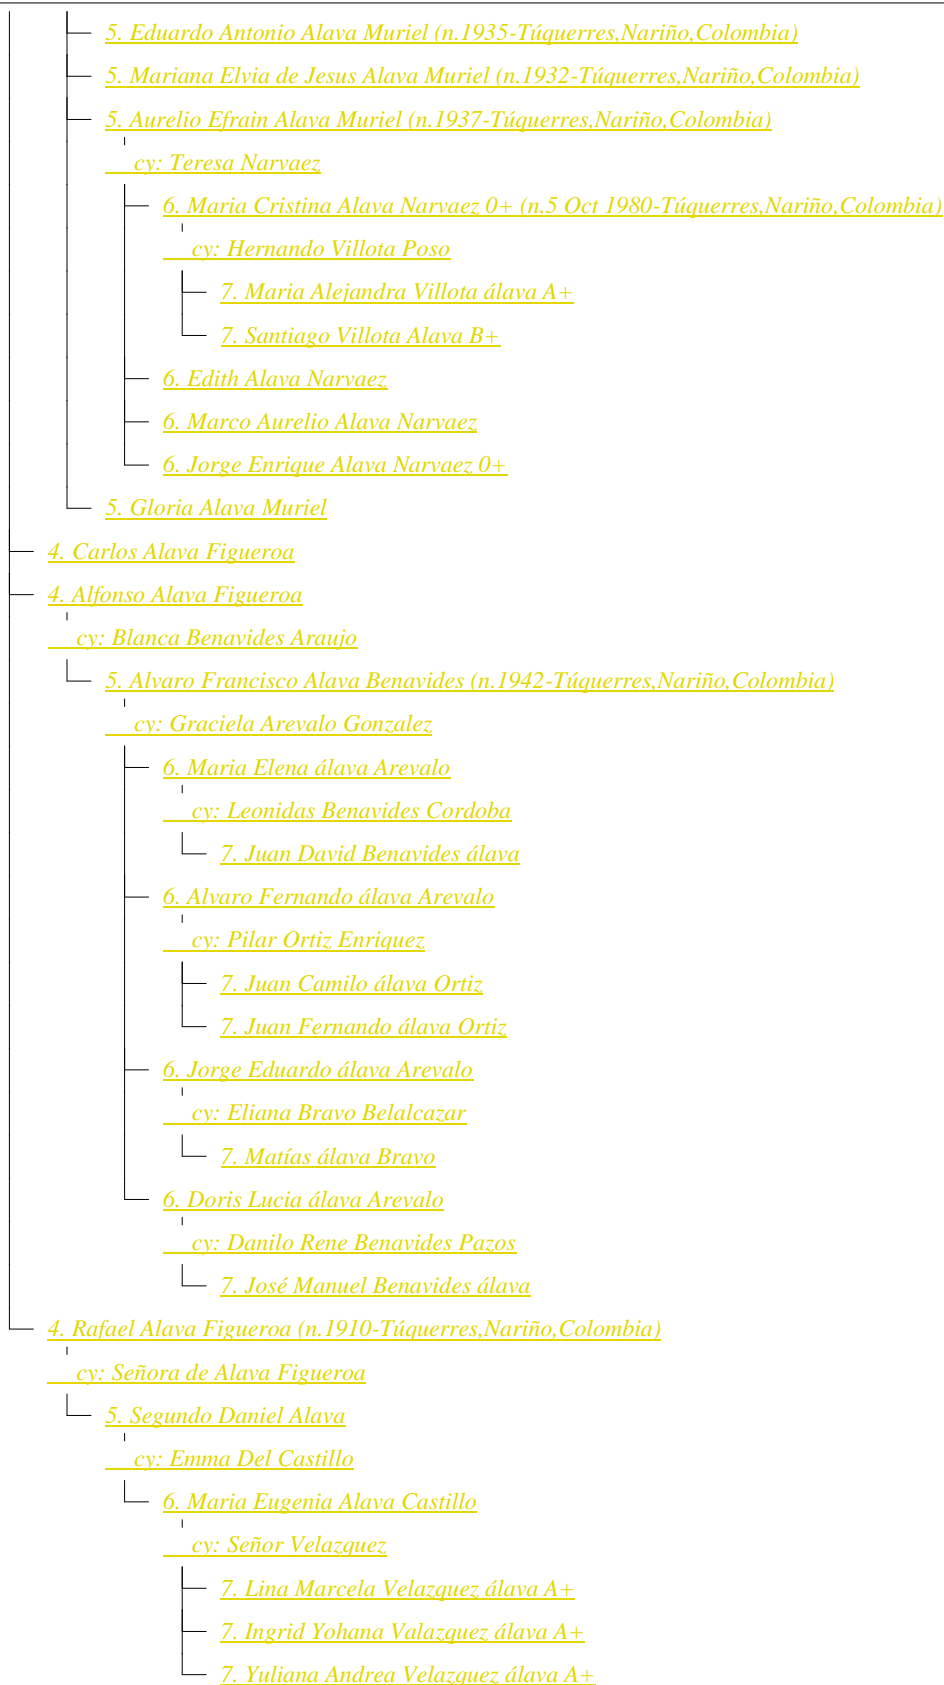 5. Eduardo Antonio Alava Muriel (n.1935-Túquerres,Nariño,Colombia)
5. Mariana Elvia de Jesus Alava Muriel (n.1932-Túquerres,Nariño,Colombia)
5. Aurelio Efrain Alava Muriel (n.1937-Túquerres,Nariño,Colombia)
cy: Teresa Narvaez
6. Maria Cristina Alava Narvaez 0+ (n.5 Oct 1980-Túquerres,Nariño,Colombia)
cy: Hernando Villota Poso
7. Maria Alejandra Villota álava A+
7. Santiago Villota Alava B+
6. Edith Alava Narvaez
6. Marco Aurelio Alava Narvaez
6. Jorge Enrique Alava Narvaez 0+
5. Gloria Alava Muriel
4. Carlos Alava Figueroa
4. Alfonso Alava Figueroa
cy: Blanca Benavides Araujo
5. Alvaro Francisco Alava Benavides (n.1942-Túquerres,Nariño,Colombia)
cy: Graciela Arevalo Gonzalez
6. Maria Elena álava Arevalo
cy: Leonidas Benavides Cordoba
7. Juan David Benavides álava
6. Alvaro Fernando álava Arevalo
cy: Pilar Ortiz Enriquez
7. Juan Camilo álava Ortiz
7. Juan Fernando álava Ortiz
6. Jorge Eduardo álava Arevalo
cy: Eliana Bravo Belalcazar
7. Matías álava Bravo
6. Doris Lucia álava Arevalo
cy: Danilo Rene Benavides Pazos
7. José Manuel Benavides álava
4. Rafael Alava Figueroa (n.1910-Túquerres,Nariño,Colombia)
cy: Señora de Alava Figueroa
5. Segundo Daniel Alava
cy: Emma Del Castillo
6. Maria Eugenia Alava Castillo
cy: Señor Velazquez
7. Lina Marcela Velazquez álava A+
7. Ingrid Yohana Valazquez álava A+
7. Yuliana Andrea Velazquez álava A+